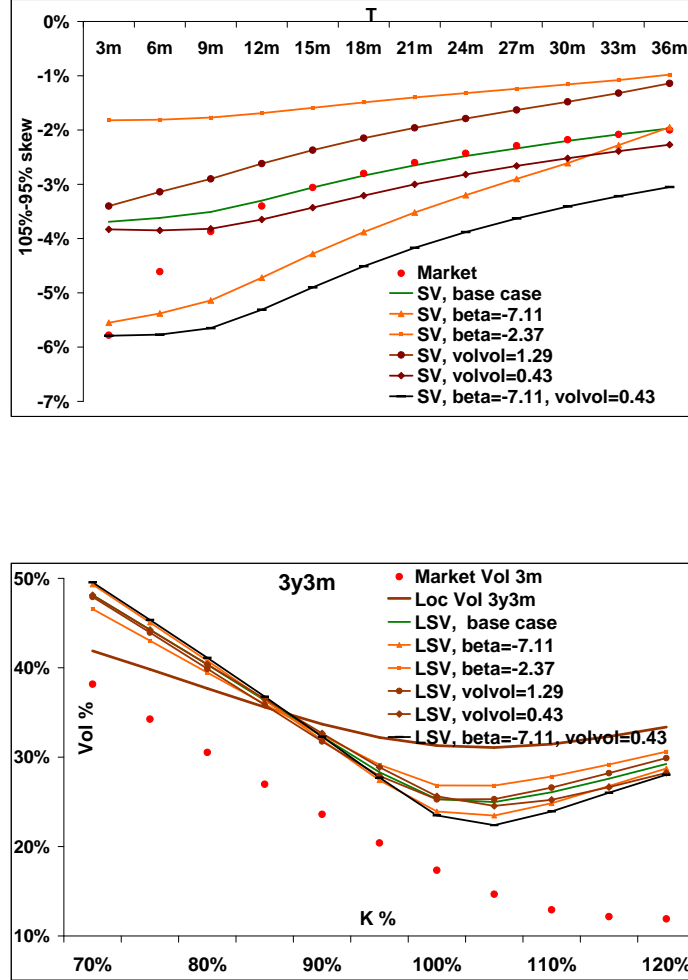 T
0%
3m 6m 9m 12m 15m 18m 21m 24m 27m 30m 33m 36m
-1%
-2%
-3%
-4%
-5%
-6%
-7%
105%-95% skew
Market
SV, base case
SV, beta=-7.11
SV, beta=-2.37
SV, volvol=1.29
SV, volvol=0.43
SV, beta=-7.11, volvol=0.43
3y3m
50%
40%
30%
20%
10%
Vol %
Market Vol 3m
Loc Vol 3y3m
LSV, base case
LSV, beta=-7.11
LSV, beta=-2.37
LSV, volvol=1.29
LSV, volvol=0.43
LSV, beta=-7.11, volvol=0.43
K %
70% 80% 90% 100% 110% 120%